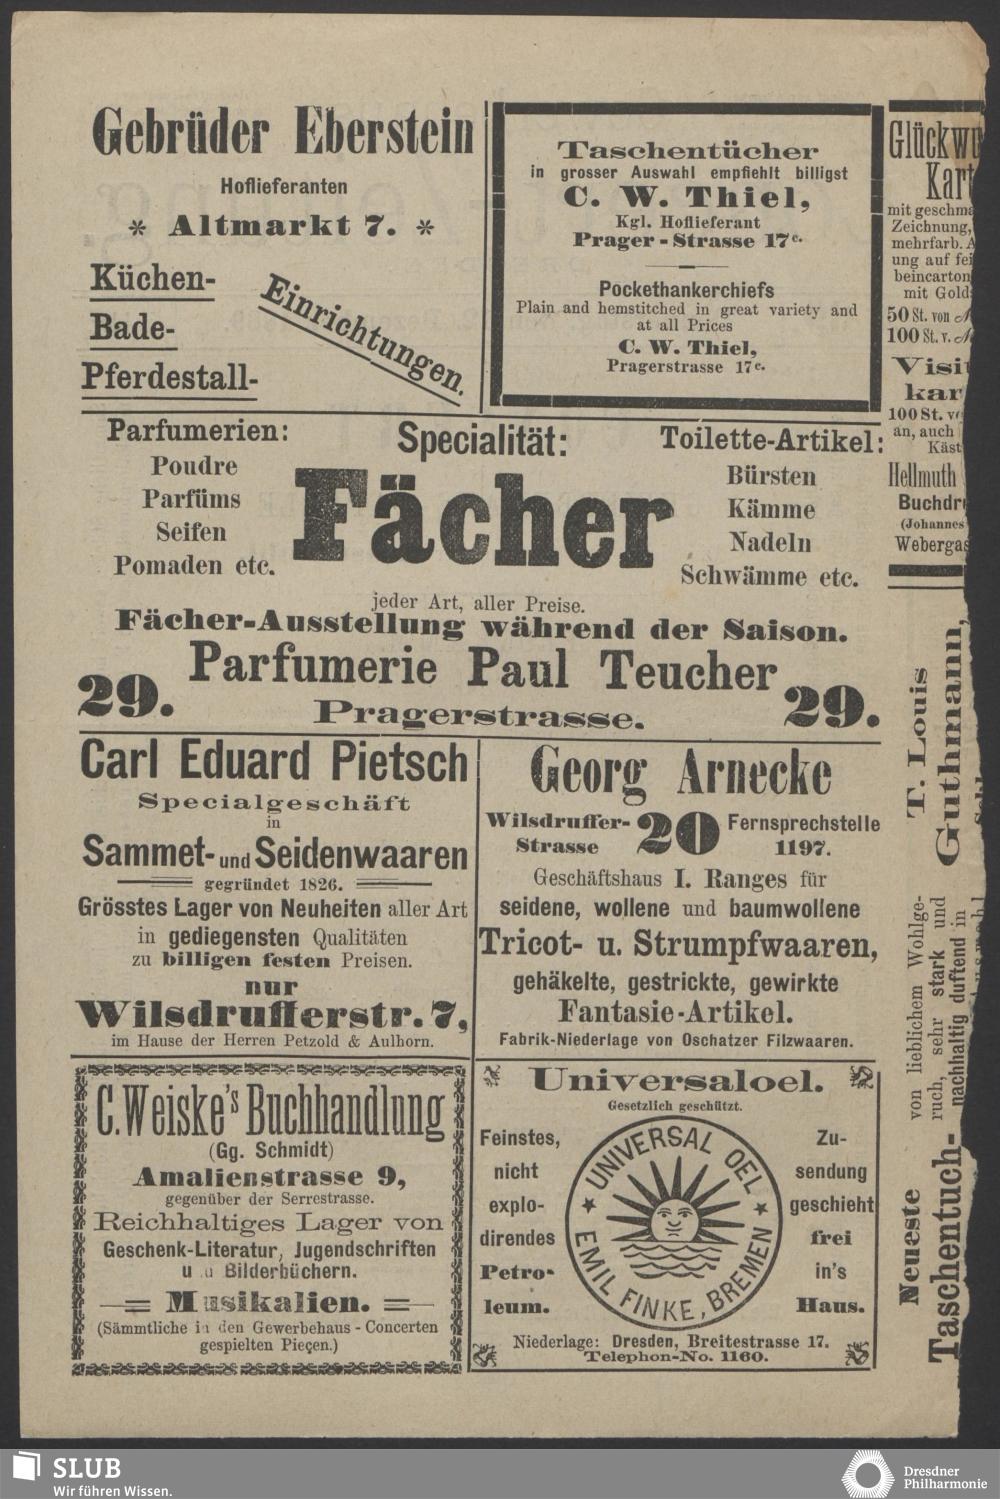 Gebrüder Eberstein
Hoflieferanten
* Altmarkt 7. *
Küchen-
Bade-
Pferdestall-
Einrichtungen.
Taschentücher
in grosser Auswahl empfiehlt billigst
C. W. Thiel,
Kgl. Hoflieferant
Prager-Strasse 17c.
Pockethankerchiefs
Plain and hemstitched in great variety and
at all Prices
C. W. Thiel,
Pragerstrasse 17c.
Glückwu
Kart
mit geschma
Zeichnung,
mehrfarb. A
ung auf fei
beincarton
mit Gold
50 St. von
100 St. v.
Visit
kar
100 St. v
an, auch
Käst
Hellmuth
Buchdr
(Johannes
Webergas
Parfumerien:
Poudre
Parfüms
Seifen
Pomaden etc.
Specialität:
Fächer
Toilette-Artikel:
Bürsten
Kämme
Nadeln
Schwämme etc.
jeder Art, aller Preise.
Fächer-Ausstellung während der Saison.
29. Parfumerie Paul Teucher 29.
Pragerstrasse.
Carl Eduard Pietsch
Specialgeschäft
in
Sammet- und Seidenwaaren
gegründet 1826.
Grösstes Lager von Neuheiten aller Art
in gediegensten Qualitäten
zu billigen festen Preisen.
nur
Wilsdrufferstr. 7,
im Hause der Herren Petzold & Aulhorn.
Georg Arnecke
Wilsdruffer-Strasse 20 Fernsprechstelle 1197.
Geschäftshaus I. Ranges für
seidene, wollene und baumwollene
Tricot- u. Strumpfwaaren,
gehäkelte, gestrickte, gewirkte
Fantasie-Artikel.
Fabrik-Niederlage von Oschatzer Filzwaaren.
C. Weiske's Buchhandlung
(Gg. Schmidt)
Amalienstrasse 9,
gegenüber der Serrestrasse.
Reichhaltiges Lager von
Geschenk-Literatur, Jugendschriften
Bilderbüchern.
Musikalien.
(Sämmtliche in den Gewerbehaus-Concerten
gespielten Pieçen.)
Universaloel.
Gesetzlich geschützt.
Feinstes,
nicht
explo-
direndes
Petro-
leum.
UNIVERSAL OEL
EMIL FINKE, BREMEN
Zu-
sendung
geschieht
frei
in's
Haus.
Niederlage: Dresden, Breitestrasse 17.
Telephon-No. 1160.
Neueste
Taschentuch-
von lieblichem Wohlge-
ruch, sehr stark und
nachhaltig duftend in
T. Louis
Guthmann,
SLUB
Wir führen Wissen.
Dresdner
Philharmonie